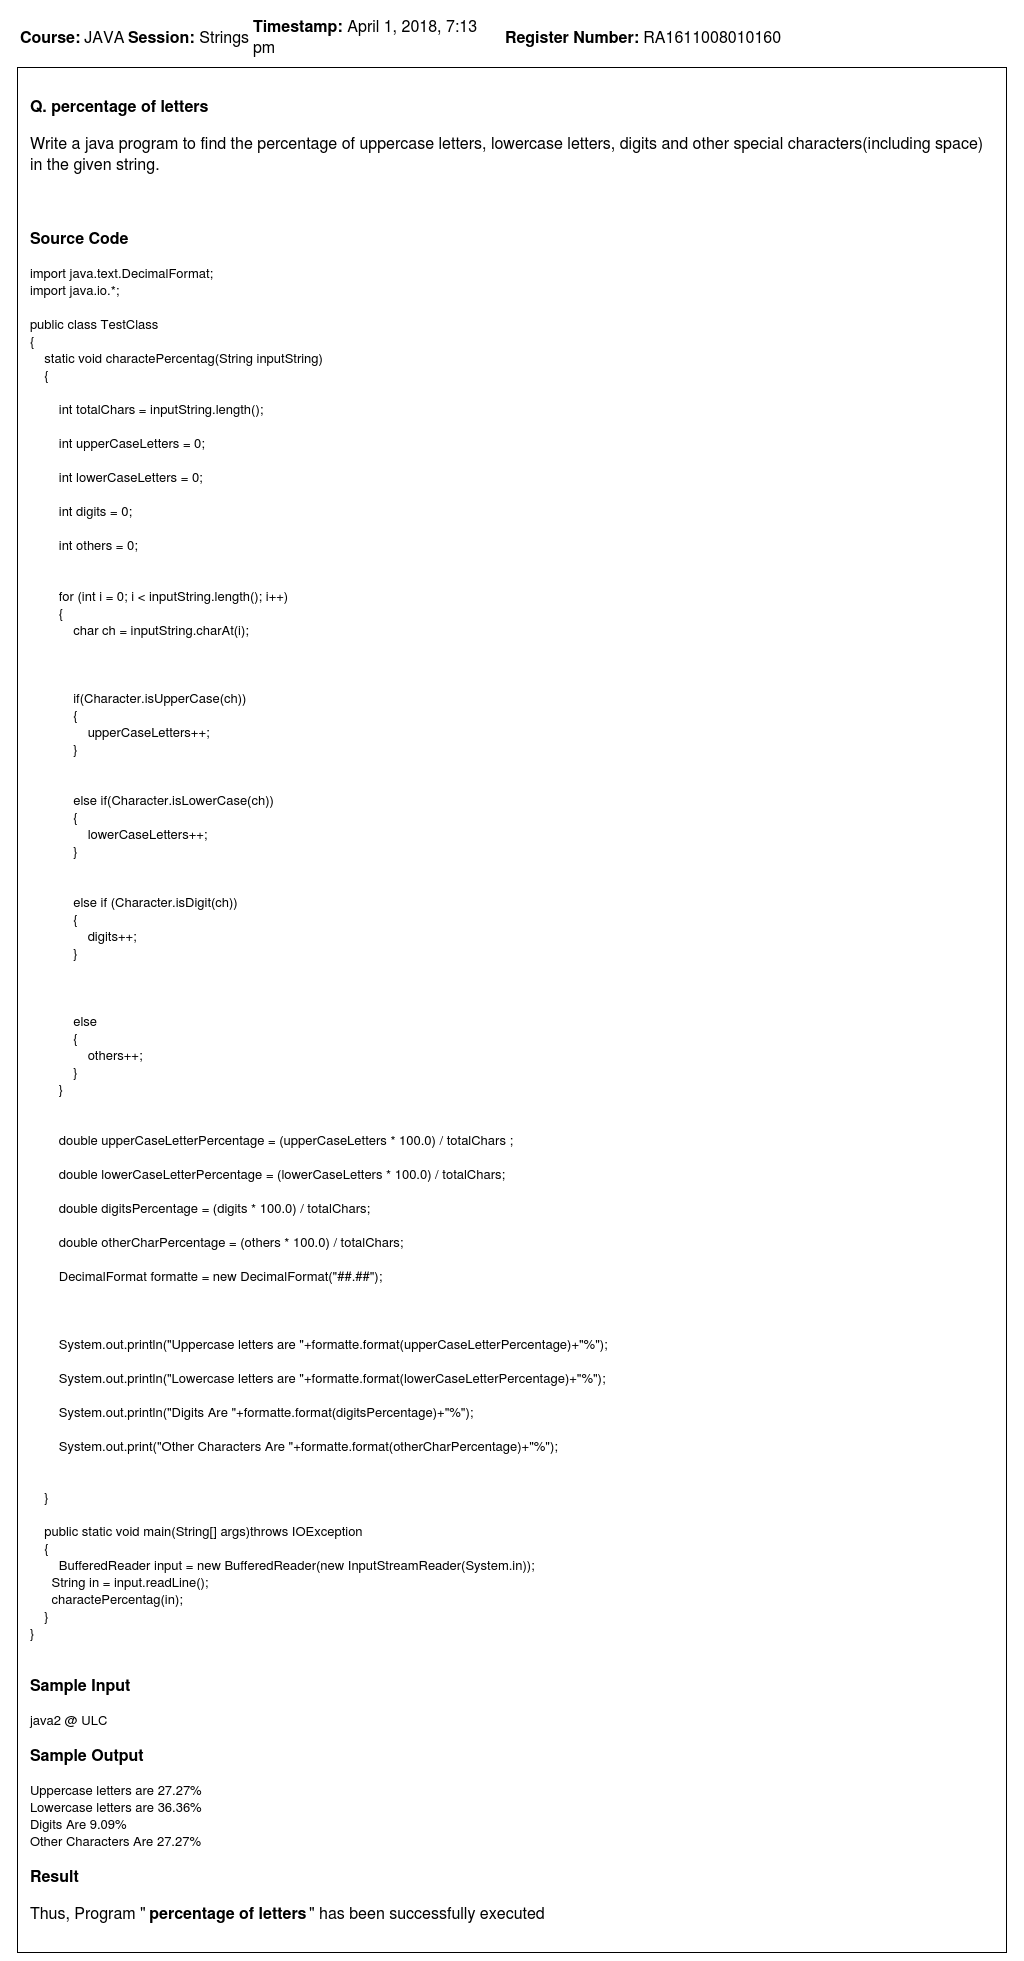 Course: JAVA Session: Strings Timestamp: April 1, 2018, 7:13 pm Register Number: RA1611008010160
Q. percentage of letters
Write a java program to find the percentage of uppercase letters, lowercase letters, digits and other special characters(including space)
in the given string.
Source Code
import java.text.DecimalFormat;
import java.io.*;
public class TestClass
{
static void charactePercentag(String inputString)
{
int totalChars = inputString.length();
int upperCaseLetters = 0;
int lowerCaseLetters = 0;
int digits = 0;
int others = 0;
for (int i = 0; i < inputString.length(); i++)
{
char ch = inputString.charAt(i);
if(Character.isUpperCase(ch))
{
upperCaseLetters++;
}
else if(Character.isLowerCase(ch))
{
lowerCaseLetters++;
}
else if (Character.isDigit(ch))
{
digits++;
}
else
{
others++;
}
}
double upperCaseLetterPercentage = (upperCaseLetters * 100.0) / totalChars ;
double lowerCaseLetterPercentage = (lowerCaseLetters * 100.0) / totalChars;
double digitsPercentage = (digits * 100.0) / totalChars;
double otherCharPercentage = (others * 100.0) / totalChars;
DecimalFormat formatte = new DecimalFormat("##.##");
System.out.println("Uppercase letters are "+formatte.format(upperCaseLetterPercentage)+"%");
System.out.println("Lowercase letters are "+formatte.format(lowerCaseLetterPercentage)+"%");
System.out.println("Digits Are "+formatte.format(digitsPercentage)+"%");
System.out.print("Other Characters Are "+formatte.format(otherCharPercentage)+"%");
}
public static void main(String[] args)throws IOException
{
BufferedReader input = new BufferedReader(new InputStreamReader(System.in));
String in = input.readLine();
charactePercentag(in);
}
}
Sample Input
java2 @ ULC
Sample Output
Uppercase letters are 27.27%
Lowercase letters are 36.36%
Digits Are 9.09%
Other Characters Are 27.27%
Result
Thus, Program " percentage of letters " has been successfully executed